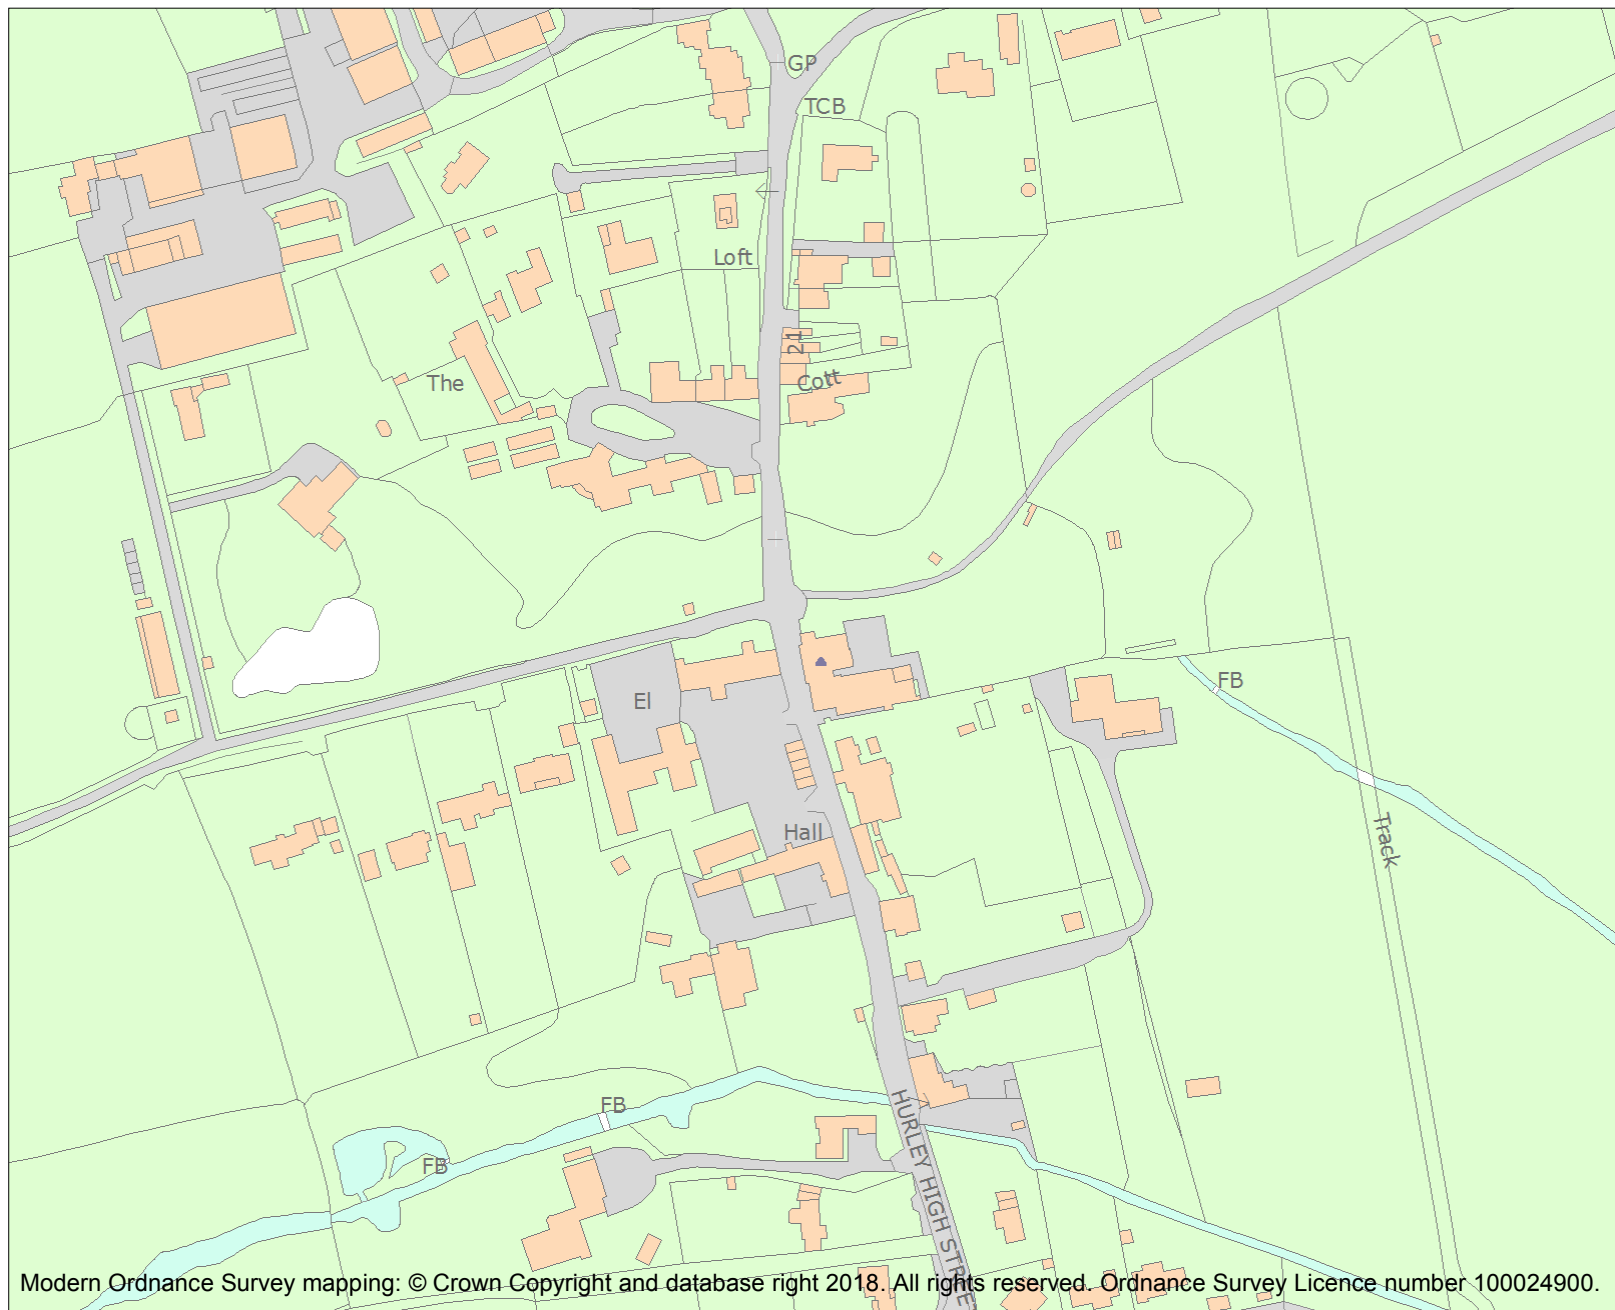 GP
TCB
Loft
21
Cott
The
FB
El
Track
Hall
FB
HURLEY HIGH STREET
FB
Modern Ordnance Survey mapping: © Crown Copyright and database right 2018. All rights reserved. Ordnance Survey Licence number 100024900.